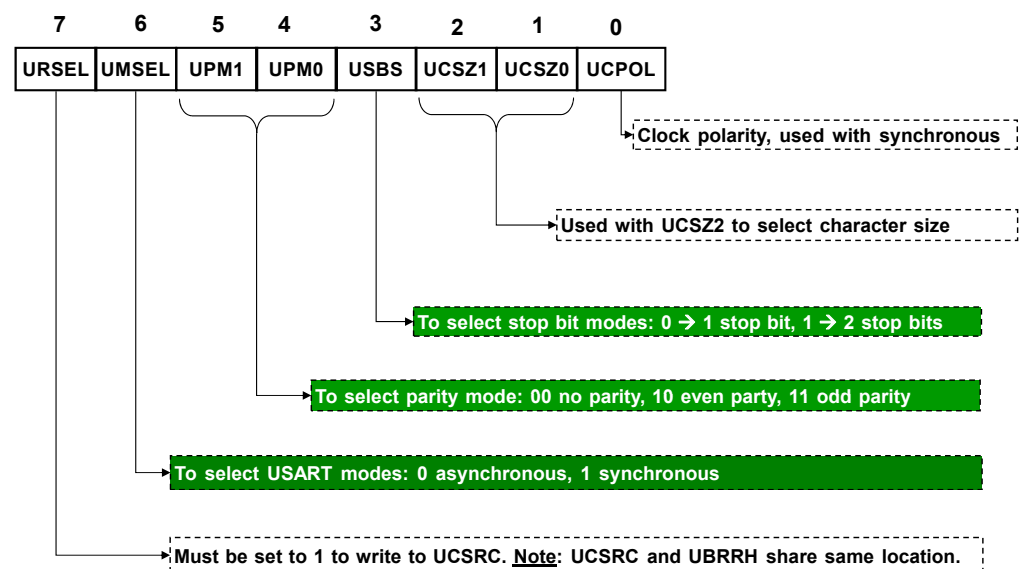 7 6 5 4 3 2 1 0
URSEL UMSEL UPM1 UPM0 USBS UCSZ1 UCSZ0 UCPOL
Clock polarity, used with synchronous
Used with UCSZ2 to select character size
To select stop bit modes: 0 → 1 stop bit, 1 → 2 stop bits
To select parity mode: 00 no parity, 10 even party, 11 odd parity
To select USART modes: 0 asynchronous, 1 synchronous
Must be set to 1 to write to UCSRC. Note: UCSRC and UBRRH share same location.